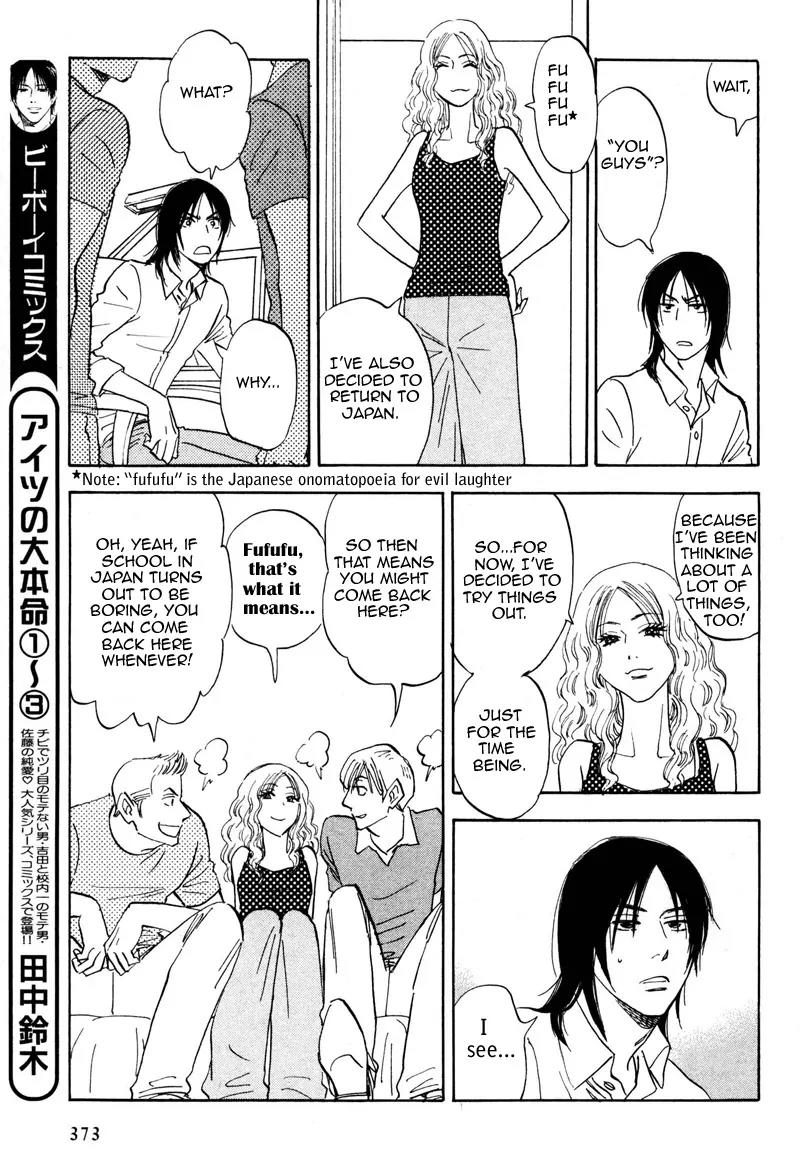 WAIT,
“YOU
GUYS”?
FU
FU
FU
FU*
I’VE ALSO
DECIDED TO
RETURN TO
JAPAN.
WHAT?
WHY...
*Note: “fufufu” is the Japanese onomatopoeia for evil laughter
BECAUSE
I’VE BEEN
THINKING
ABOUT A
LOT OF
THINGS,
TOO!
SO...FOR
NOW, I’VE
DECIDED TO
TRY THINGS
OUT.
JUST
FOR THE
TIME
BEING.
SO THEN
THAT MEANS
YOU MIGHT
COME BACK
HERE?
Fufufu,
that’s
what it
means...
OH, YEAH, IF
SCHOOL IN
JAPAN TURNS
OUT TO BE
BORING, YOU
CAN COME
BACK HERE
WHENEVER!
I
see...
ビーボーイコミックス
アイツの大本命①〜③
チビでツリ目のモテない男・吉田と校内一のモテ男・
佐藤の純愛♡ 大人気シリーズ、コミックスで登場!!
田中鈴木
373